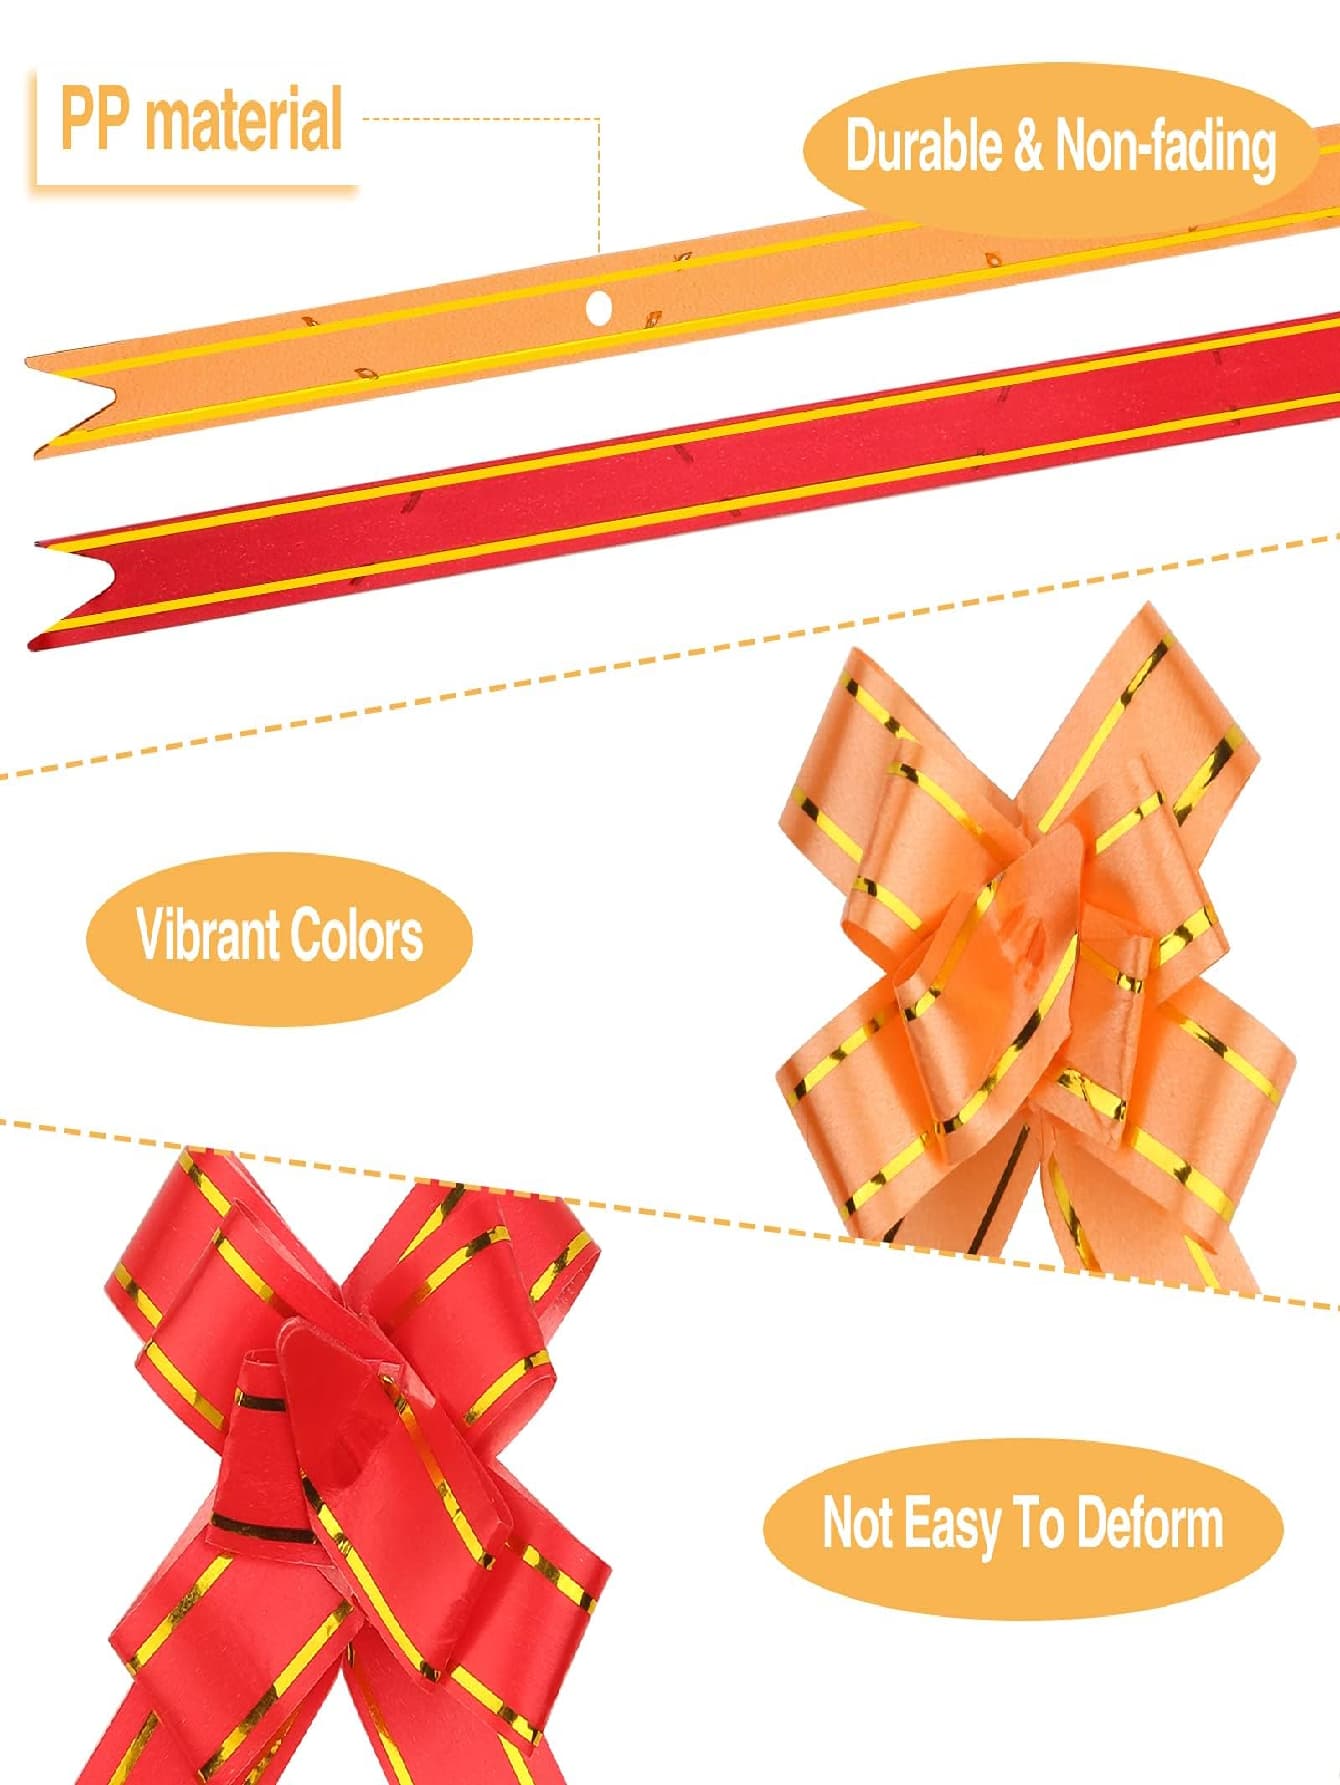 PP material
Durable & Non-fading
Vibrant Colors
Not Easy To Deform